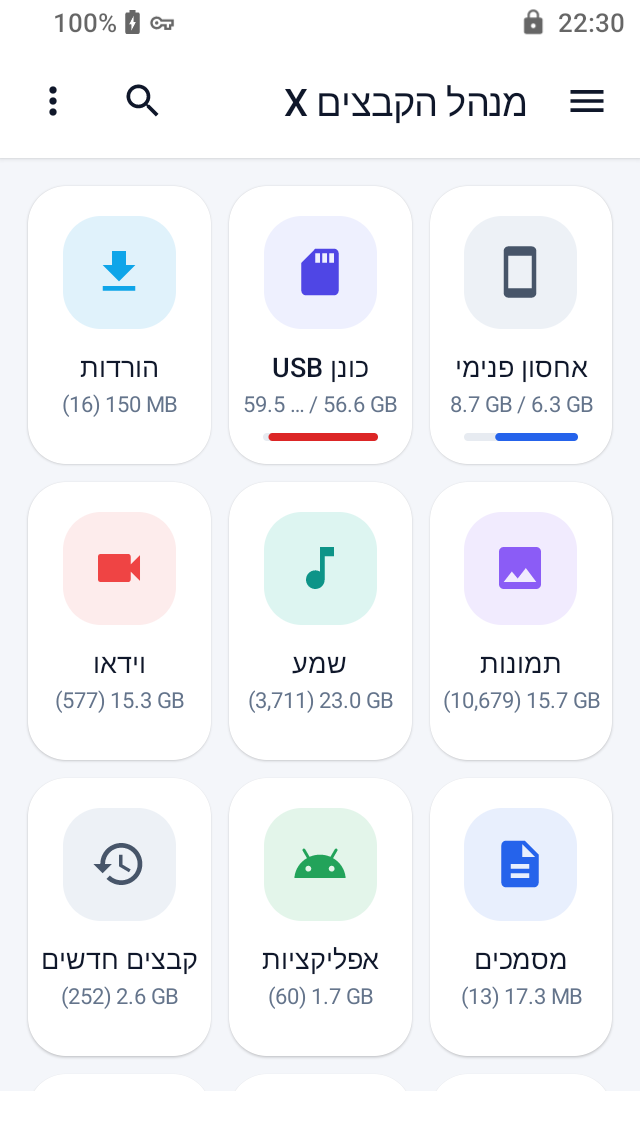 100% 22:30
מנהל הקבצים X
אחסון פנימי
8.7 GB / 6.3 GB
כונן USB
59.5 ... / 56.6 GB
הורדות
(16) 150 MB
תמונות
(10,679) 15.7 GB
שמע
(3,711) 23.0 GB
וידאו
(577) 15.3 GB
מסמכים
(13) 17.3 MB
אפליקציות
(60) 1.7 GB
קבצים חדשים
(252) 2.6 GB